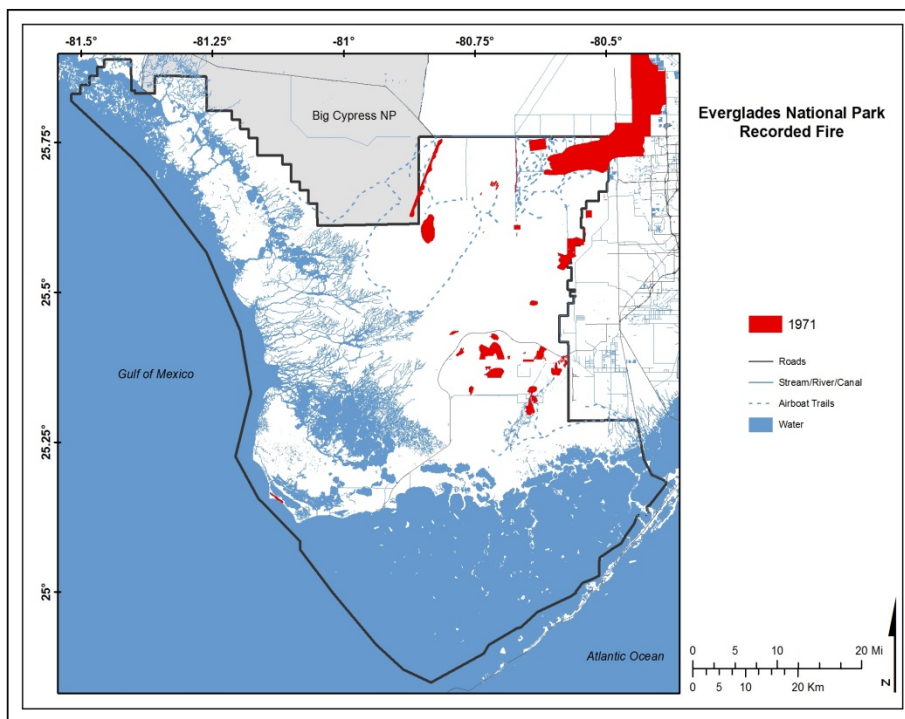 -81.5° -81.25° -81° -80.75° -80.5°
Big Cypress NP
Everglades National Park
Recorded Fire
25.75°
25.5°
25.25°
25°
Gulf of Mexico
Atlantic Ocean
1971
Roads
Stream/River/Canal
Airboat Trails
Water
0 5 10 20 Mi
0 5 10 20 Km
N